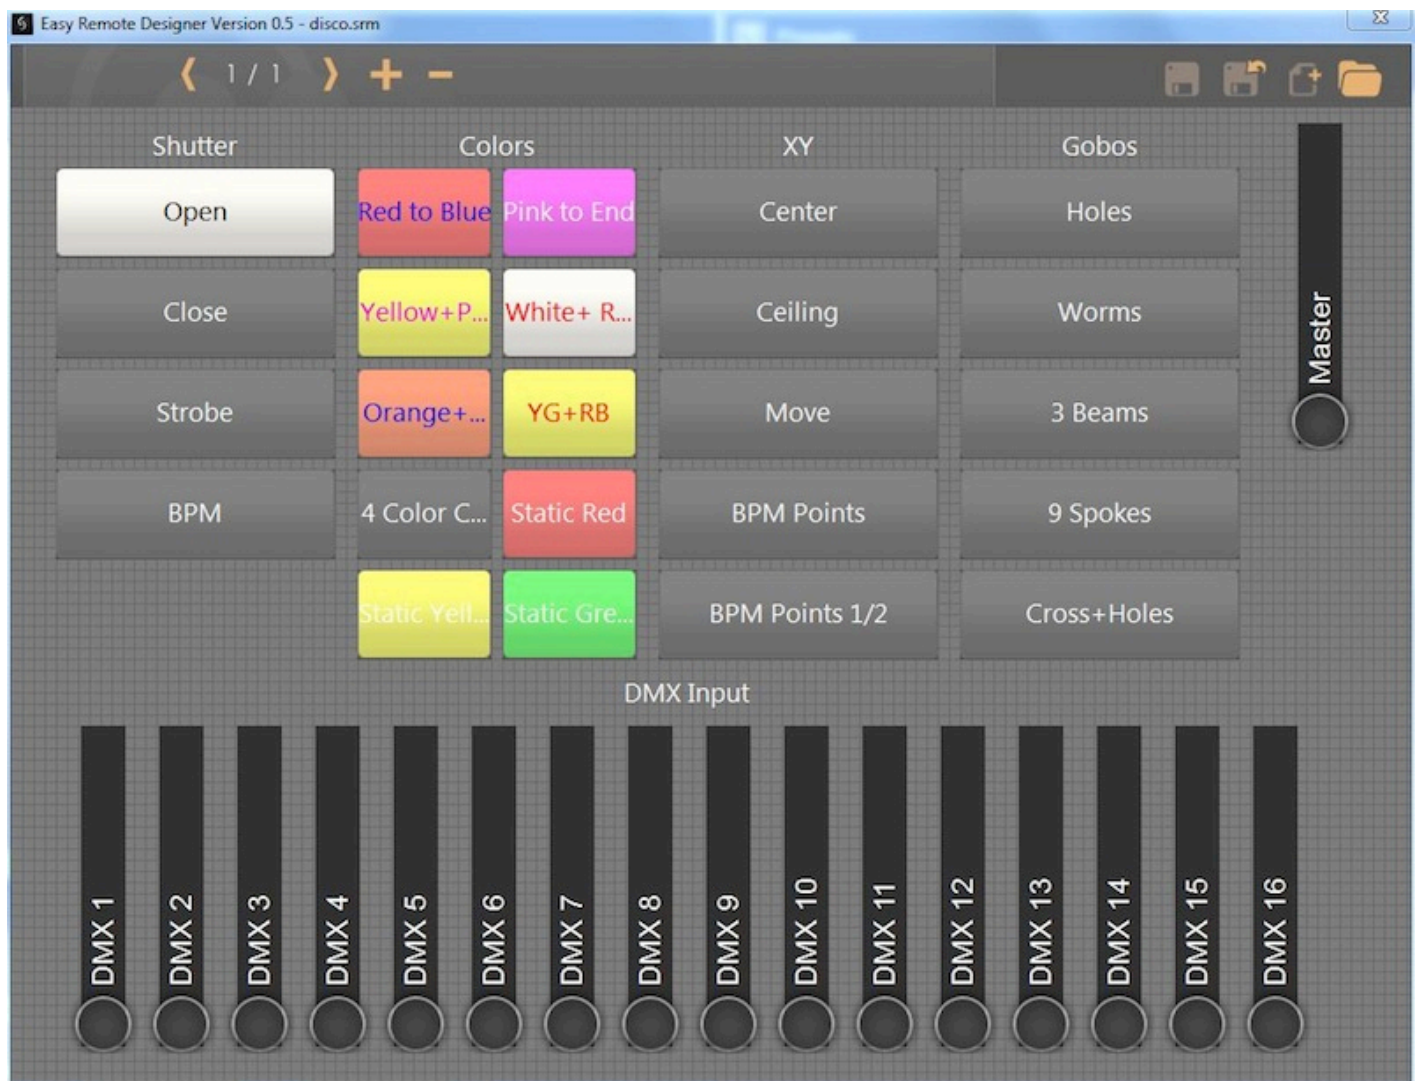 Easy Remote Designer Version 0.5 - disco.srm
1 / 1
Shutter Colors XY Gobos
Open Red to Blue Pink to End Center Holes
Close Yellow+P... White+ R... Ceiling Worms
Master
Strobe Orange+... YG+RB Move 3 Beams
BPM 4 Color C... Static Red BPM Points 9 Spokes
Static Yell... Static Gre... BPM Points 1/2 Cross+Holes
DMX Input
DMX 1 DMX 2 DMX 3 DMX 4 DMX 5 DMX 6 DMX 7 DMX 8 DMX 9 DMX 10 DMX 11 DMX 12 DMX 13 DMX 14 DMX 15 DMX 16